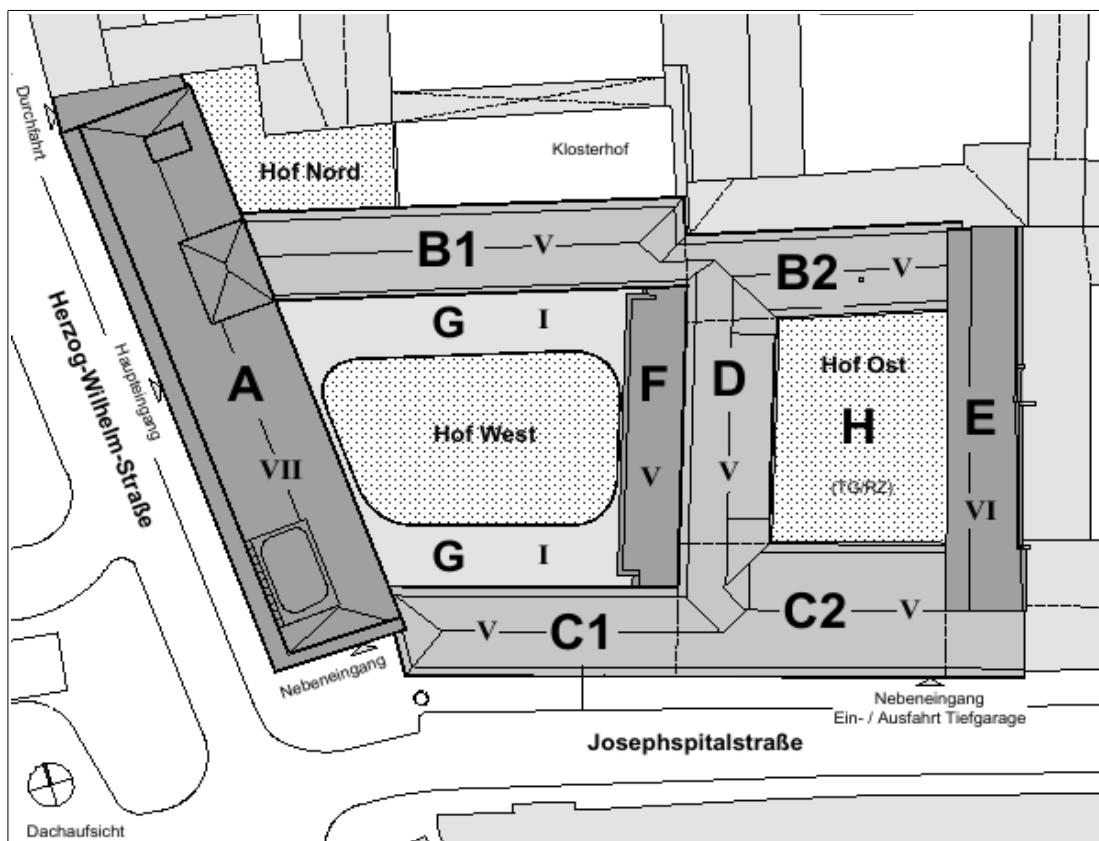 Durchfahrt
Hof Nord
Klosterhof
B1
V
B2
V
Herzog-Wilhelm-Straße
Haupteingang
G
I
Hof Ost
A
F
D
H
E
Hof West
VII
V
V
(TG/RZ)
VI
G
I
C2
V
V
C1
Nebeneingang
Nebeneingang
Ein- / Ausfahrt Tiefgarage
Josephspitalstraße
Dachaufsicht